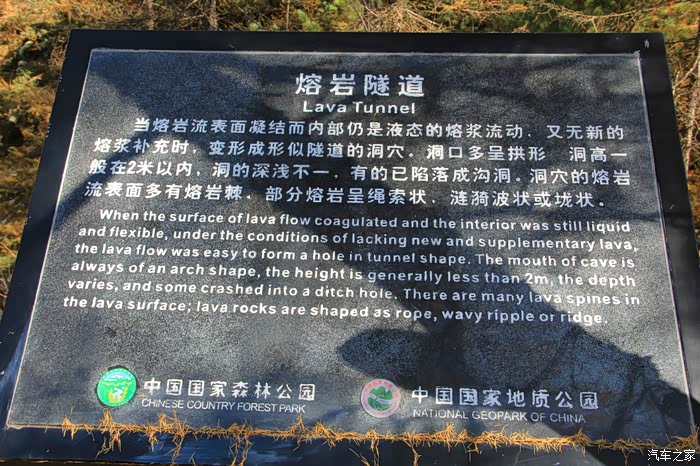 熔岩隧道
Lava Tunnel
当熔岩流表面凝结而内部仍是液态的熔浆流动，又无新的
熔浆补充时，变形成形似隧道的洞穴。洞口多呈拱形 洞高一
般在2米以内，洞的深浅不一，有的已陷落成沟洞。洞穴的熔岩
流表面多有熔岩棘，部分熔岩呈绳索状、涟漪波状或垅状。
When the surface of lava flow coagulated and the interior was still liquid
and flexible, under the conditions of lacking new and supplementary lava,
the lava flow was easy to form a hole in tunnel shape. The mouth of cave is
always of an arch shape, the height is generally less than 2m, the depth
varies, and some crashed into a ditch hole. There are many lava spines in
the lava surface; lava rocks are shaped as rope, wavy ripple or ridge.
中国国家森林公园
CHINESE COUNTRY FOREST PARK
中国国家地质公园
NATIONAL GEOPARK OF CHINA
汽车之家